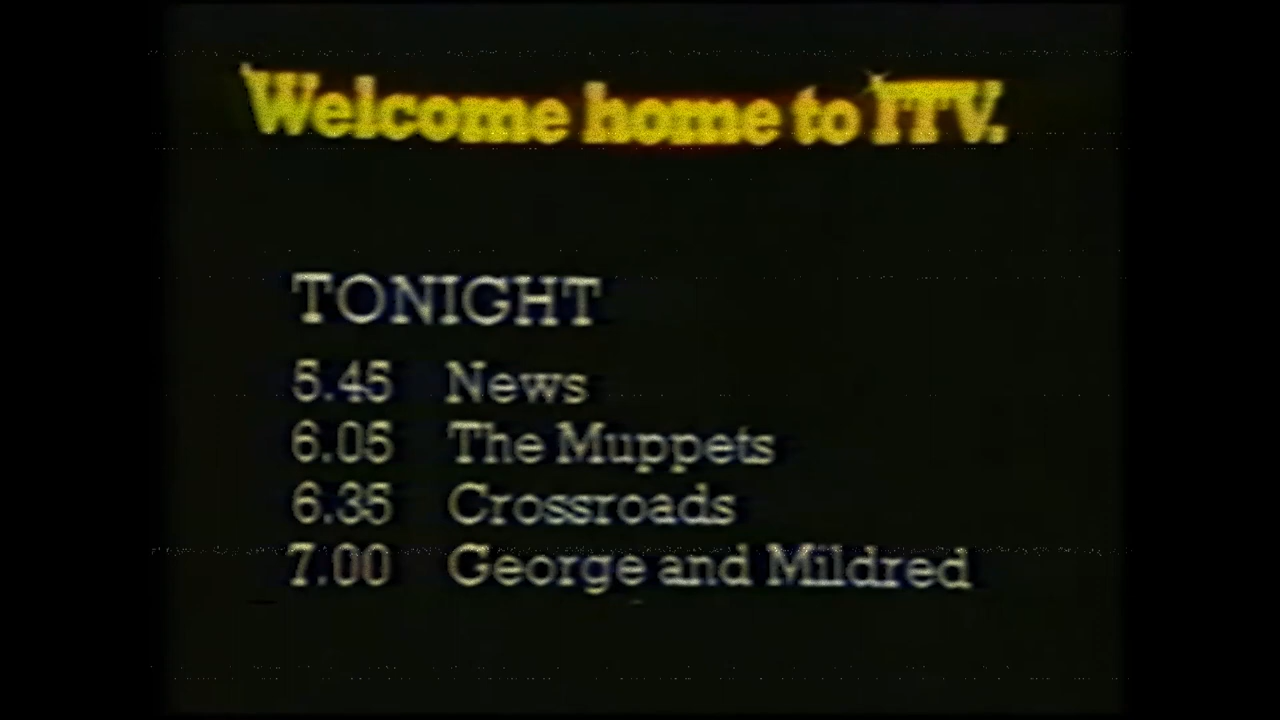 Welcome home to ITV.
TONIGHT
5.45 News
6.05 The Muppets
6.35 Crossroads
7.00 George and Mildred